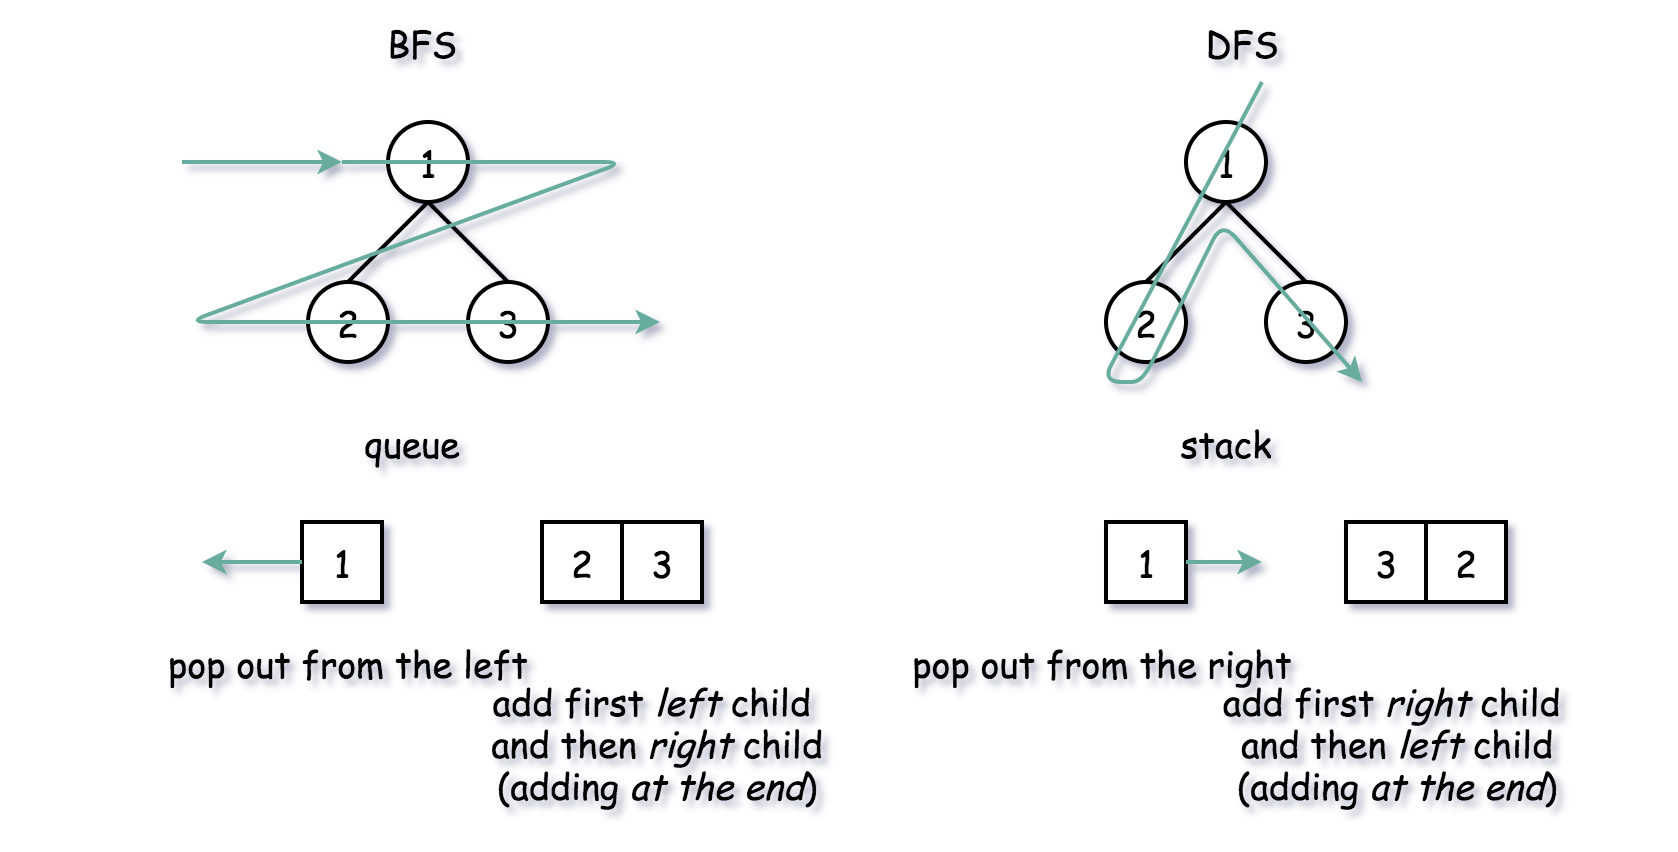 BFS
1
2
3
queue
1
2 3
pop out from the left
add first left child
and then right child
(adding at the end)
DFS
1
2
3
stack
1
3 2
pop out from the right
add first right child
and then left child
(adding at the end)